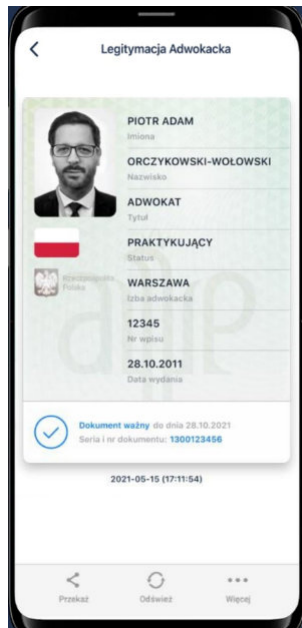 Legitymacja Adwokacka
PIOTR ADAM
Imiona
ORCZYKOWSKI-WOŁOWSKI
Nazwisko
ADWOKAT
Tytuł
PRAKTYKUJĄCY
Status
Rzeczpospolita
Polska
WARSZAWA
Izba adwokacka
12345
Nr wpisu
28.10.2011
Data wydania
Dokument ważny do dnia 28.10.2021
Seria i nr dokumentu: 1300123456
2021-05-15 (17:11:54)
Przekaż Odśwież Więcej